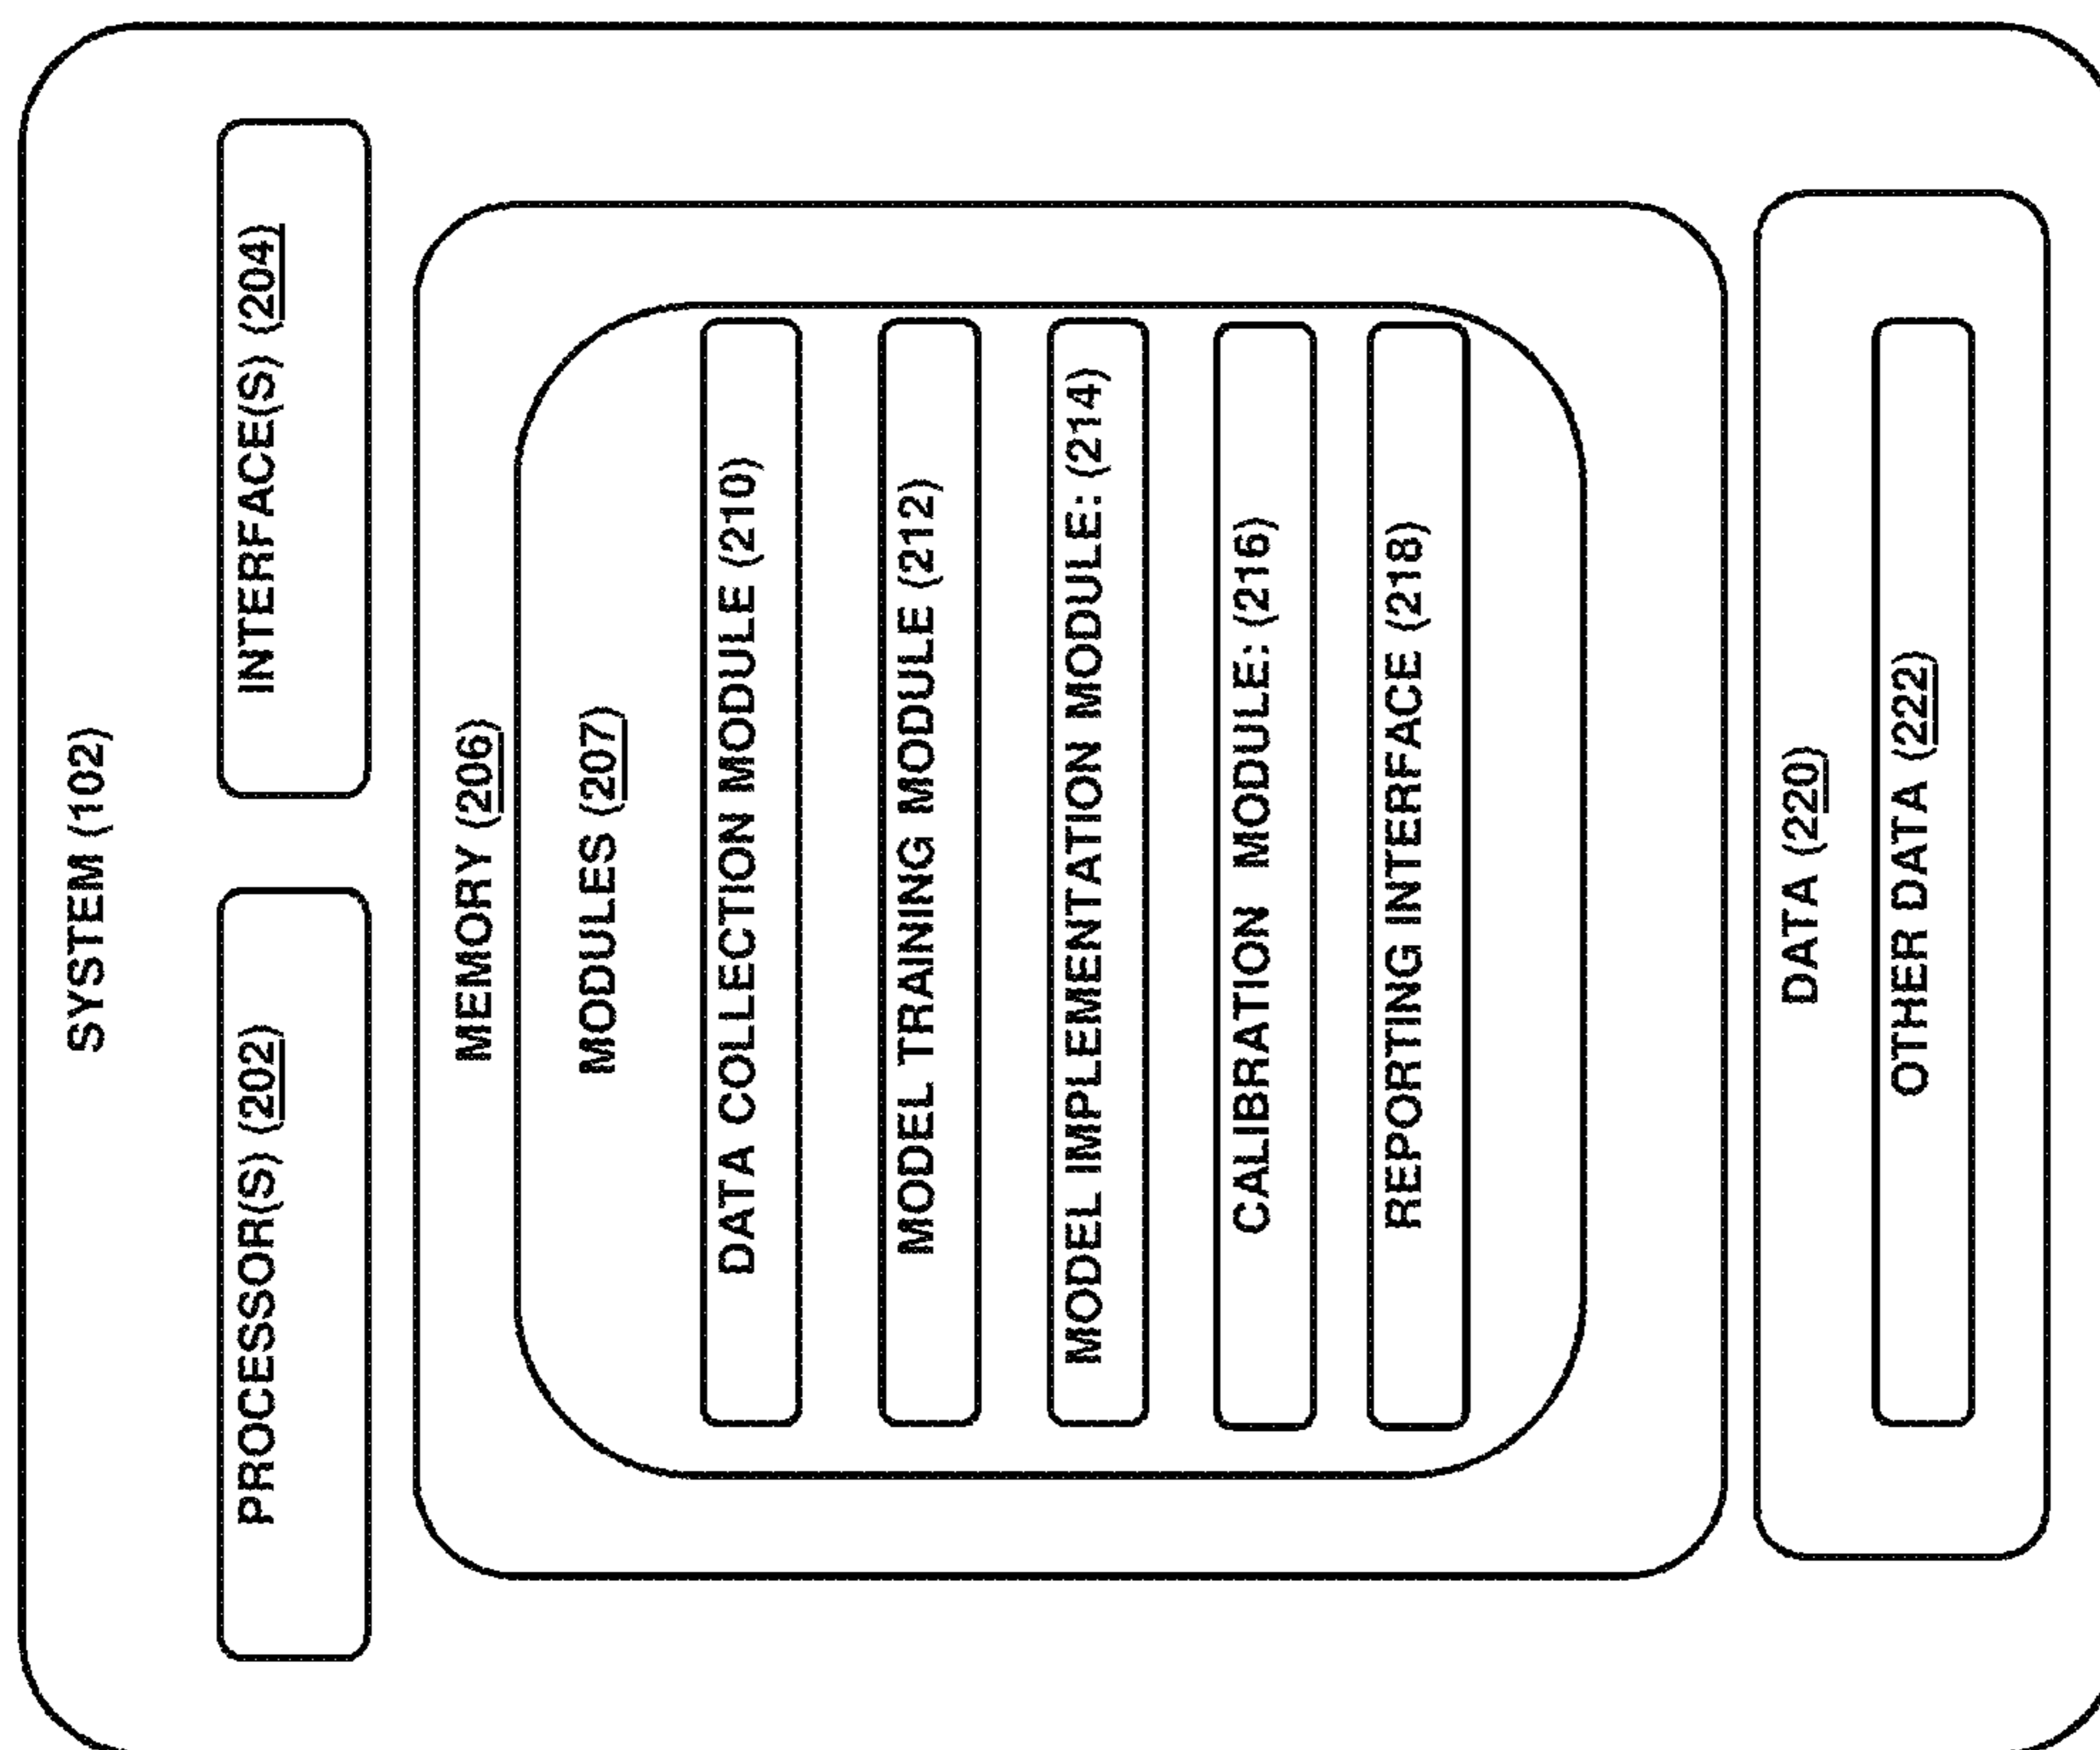 SYSTEM (102)
PROCESSOR(S) (202)
INTERFACE(S) (204)
MEMORY (206)
MODULES (207)
DATA COLLECTION MODULE (210)
MODEL TRAINING MODULE (212)
MODEL IMPLEMENTATION MODULE: (214)
CALIBRATION MODULE: (216)
REPORTING INTERFACE (218)
DATA (220)
OTHER DATA (222)